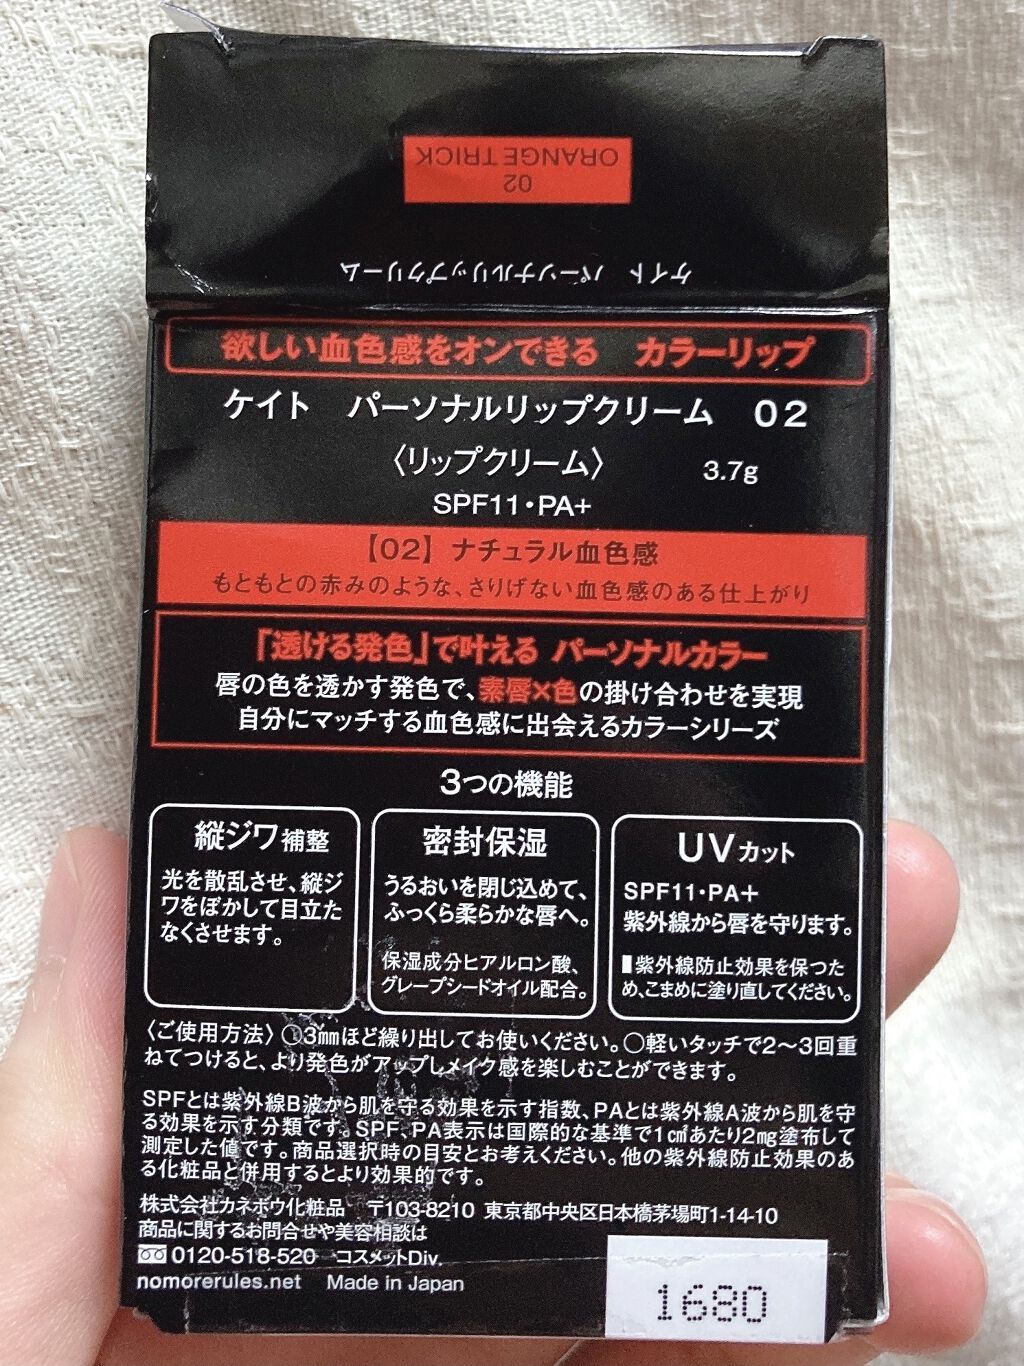 02
ORANGE TRICK
ケイト パーソナルリップクリーム
欲しい血色感をオンできる カラーリップ
ケイト パーソナルリップクリーム 02
〈リップクリーム〉 3.7g
SPF11・PA+
【02】ナチュラル血色感
もともとの赤みのような、さりげない血色感のある仕上がり
「透ける発色」で叶える パーソナルカラー
唇の色を透かす発色で、素唇×色の掛け合わせを実現
自分にマッチする血色感に出会えるカラーシリーズ
3つの機能
縦ジワ補整
光を散乱させ、縦ジ
ワをぼかして目立た
なくさせます。
密封保湿
うるおいを閉じ込めて、
ふっくら柔らかな唇へ。
保湿成分ヒアルロン酸、
グレープシードオイル配合。
UVカット
SPF11・PA+
紫外線から唇を守ります。
■紫外線防止効果を保つた
め、こまめに塗り直してください。
〈ご使用方法〉○3㎜ほど繰り出してお使いください。○軽いタッチで2〜3回重
ねてつけると、より発色がアップしメイク感を楽しむことができます。
SPFとは紫外線B波から肌を守る効果を示す指数、PAとは紫外線A波から肌を守
る効果を示す分類です。SPF、PA表示は国際的な基準で1㎠あたり2㎎塗布して
測定した値です。商品選択時の目安とお考えください。他の紫外線防止効果のあ
る化粧品と併用するとより効果的です。
株式会社カネボウ化粧品 〒103-8210 東京都中央区日本橋茅場町1-14-10
商品に関するお問合せや美容相談は
0120-518-520 コスメットDiv.
nomorerules.net Made in Japan
1680